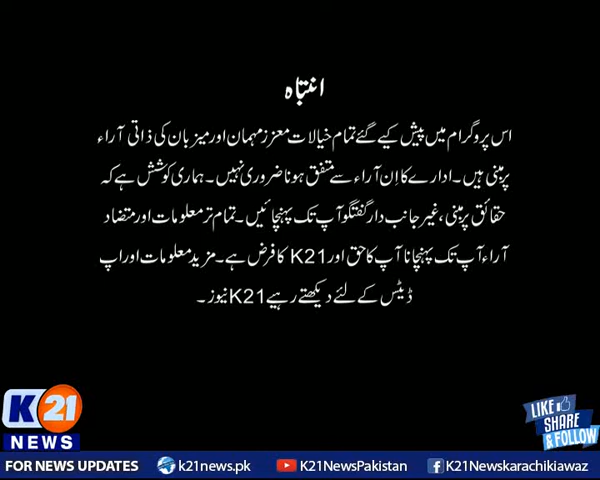 انتباہ
اس پروگرام میں پیش کیے گئے تمام خیالات معزز مہمان اور میزبان کی ذاتی آراء
پر مبنی ہیں۔ ادارے کا اِن آراء سے متفق ہونا ضروری نہیں۔ ہماری کوشش ہے کہ
حقائق پر مبنی، غیر جانب دار گفتگو آپ تک پہنچائیں۔ تمام تر معلومات اور متضاد
آراء آپ تک پہنچانا آپ کا حق اور K21 کا فرض ہے۔ مزید معلومات اور اپ
ڈیٹس کے لئے دیکھتے رہیے K21 نیوز۔
K21
NEWS
LIKE
SHARE
& FOLLOW
FOR NEWS UPDATES k21news.pk K21NewsPakistan K21Newskarachikiawaz